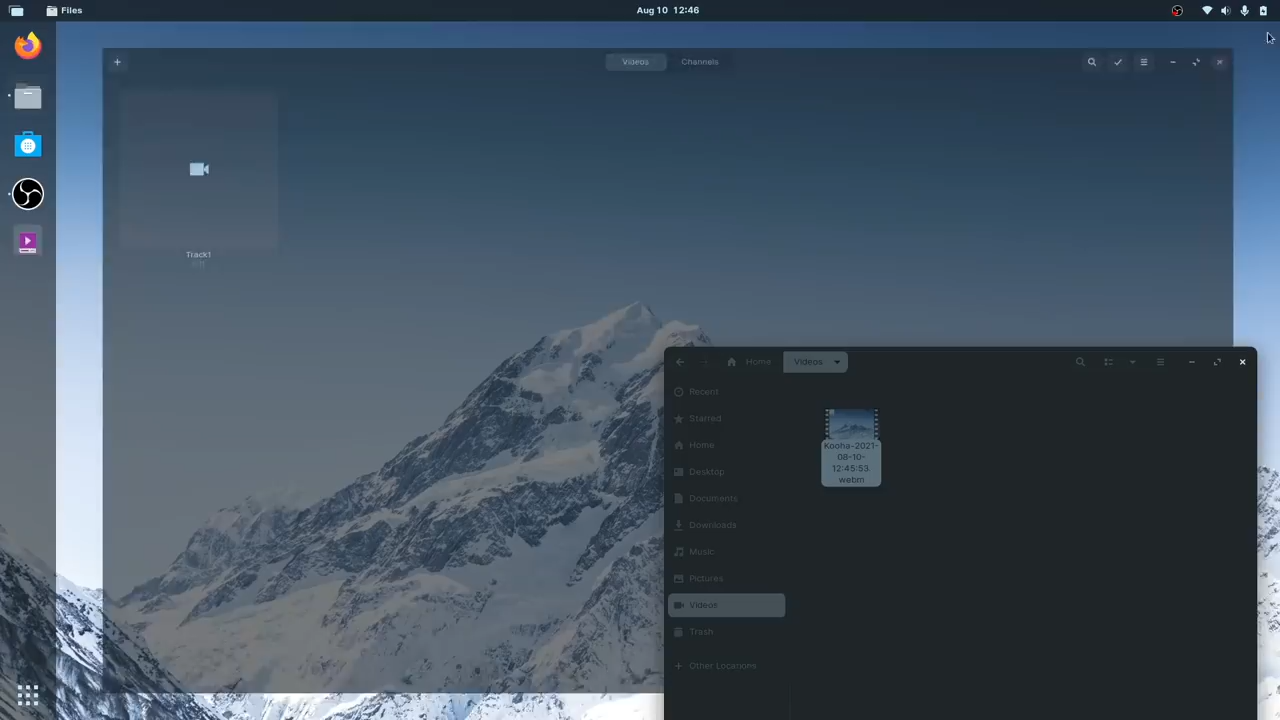 Files
Aug 10 12:46
Videos
Channels
Track1
Home
Videos
Recent
Starred
Home
Desktop
Documents
Downloads
Music
Pictures
Videos
Trash
Other Locations
Kooha-2021-
08-10-
12:45:53.
webm